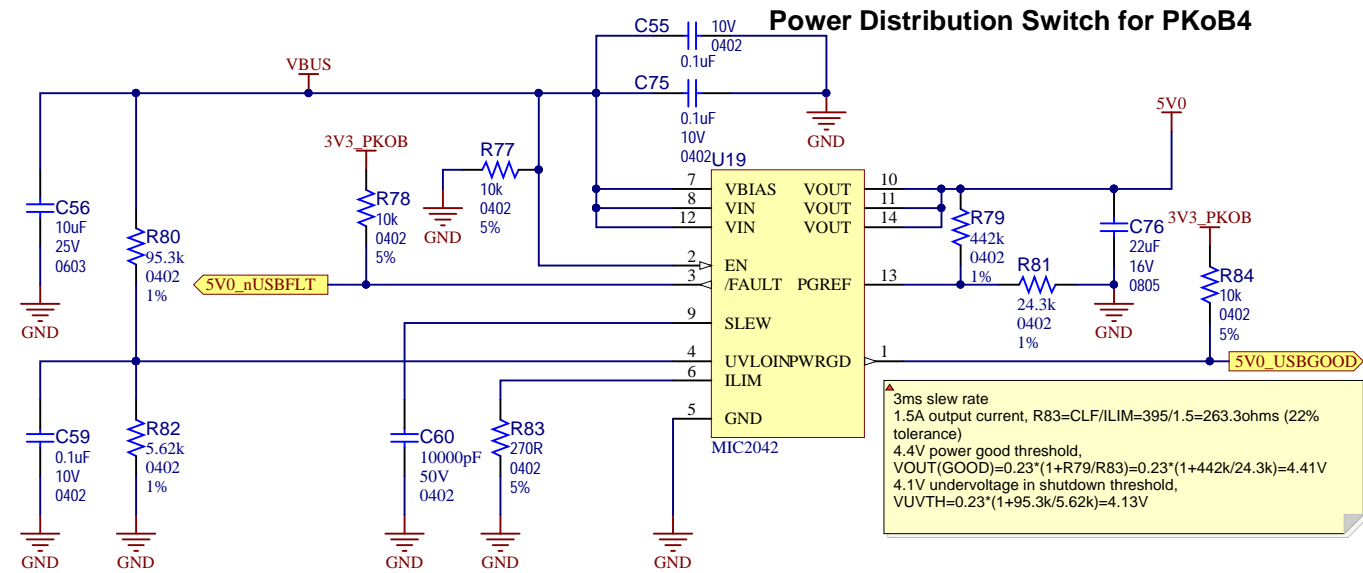 Power Distribution Switch for PKoB4
C55
10V
0402
0.1uF
VBUS
C75
0.1uF
10V
0402
GND
5V0
3V3_PKOB
R77
10k
0402
5%
GND
R78
10k
0402
5%
C56
10uF
25V
0603
GND
R80
95.3k
0402
1%
5V0_nUSBFLT
U19
7 VBIAS VOUT 10
8 VIN VOUT 11
12 VIN VOUT 14
2 EN
3 /FAULT PGREF 13
9 SLEW
4 UVLOIN PWRGD 1
6 ILIM
5 GND
MIC2042
R79
442k
0402
1%
R81
24.3k
0402
1%
C76
22uF
16V
0805
GND
3V3_PKOB
R84
10k
0402
5%
5V0_USBGOOD
C59
0.1uF
10V
0402
GND
R82
5.62k
0402
1%
GND
C60
10000pF
50V
0402
GND
R83
270R
0402
5%
GND
GND
3ms slew rate
1.5A output current, R83=CLF/ILIM=395/1.5=263.3ohms (22%
tolerance)
4.4V power good threshold,
VOUT(GOOD)=0.23*(1+R79/R83)=0.23*(1+442k/24.3k)=4.41V
4.1V undervoltage in shutdown threshold,
VUVTH=0.23*(1+95.3k/5.62k)=4.13V